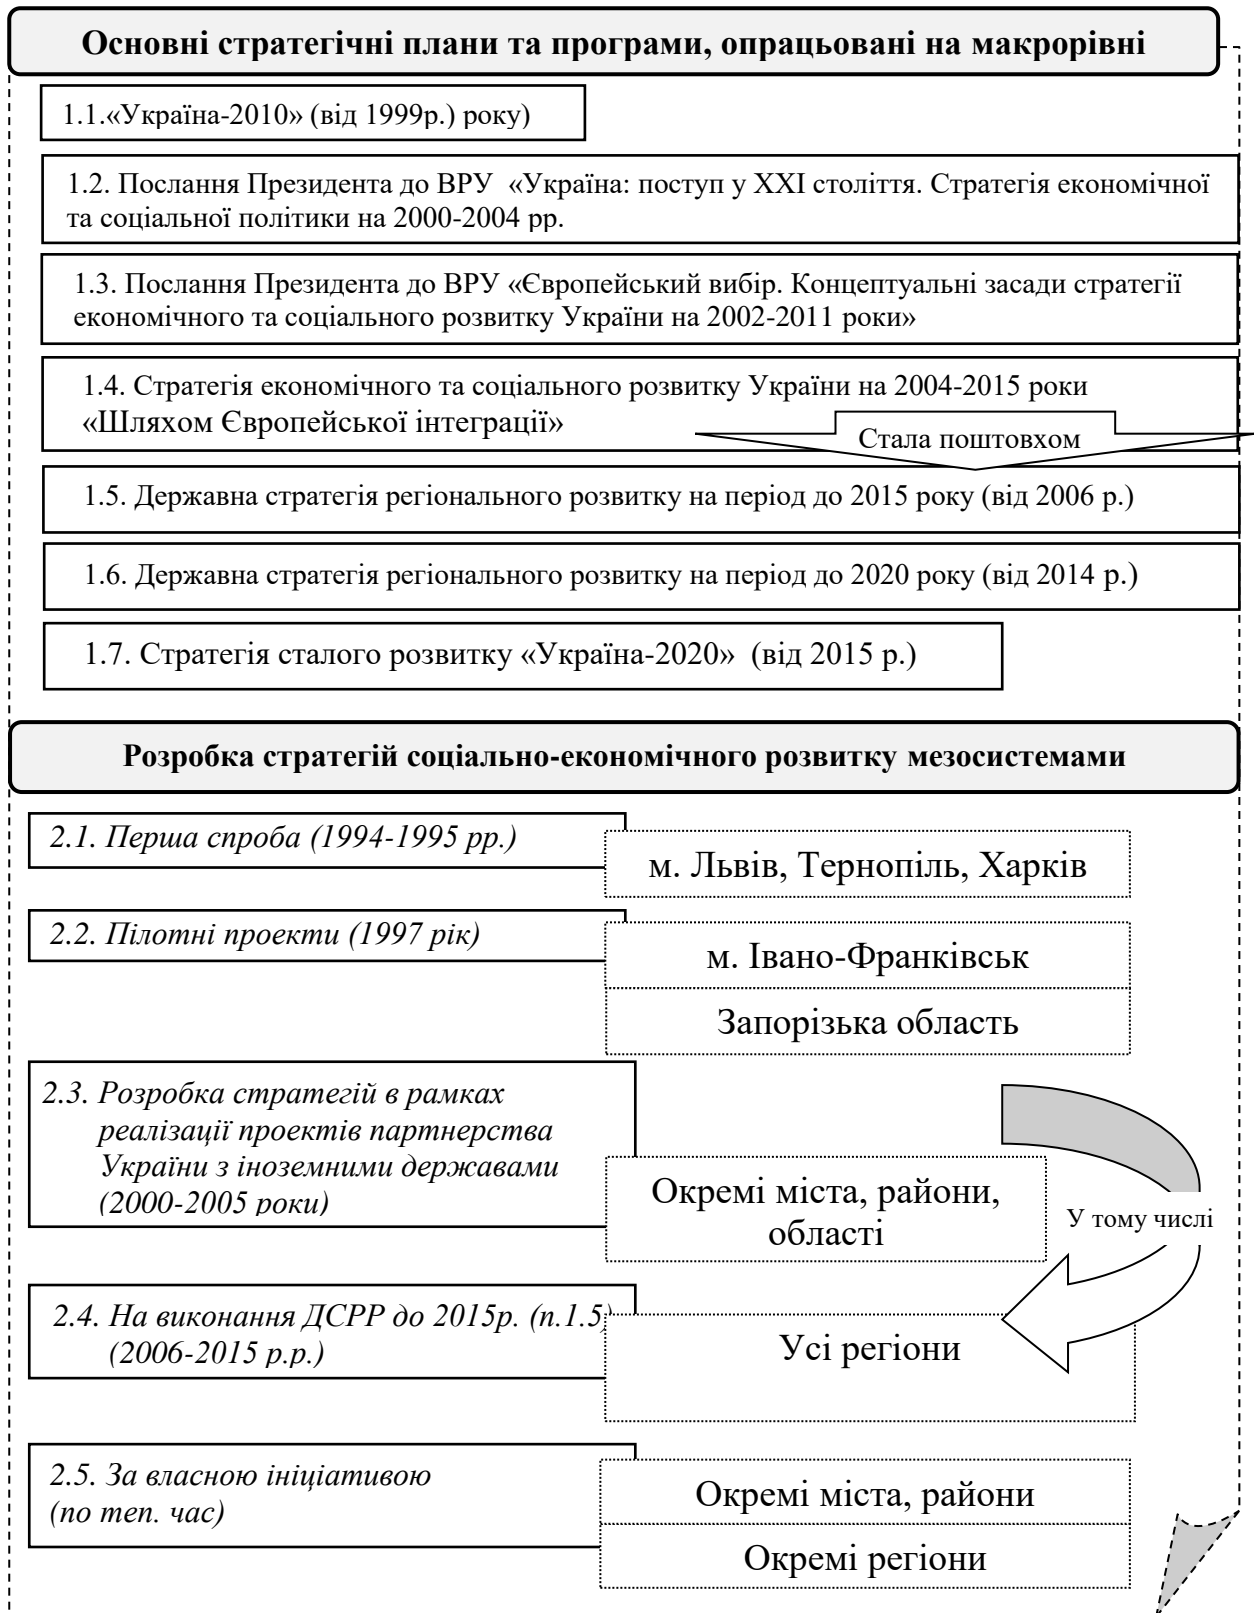 Основні стратегічні плани та програми, опрацьовані на макрорівні
1.1.«Україна-2010» (від 1999р.) року)
1.2. Послання Президента до ВРУ «Україна: поступ у ХХІ століття. Стратегія економічної
та соціальної політики на 2000-2004 рр.
1.3. Послання Президента до ВРУ «Європейський вибір. Концептуальні засади стратегії
економічного та соціального розвитку України на 2002-2011 роки»
1.4. Стратегія економічного та соціального розвитку України на 2004-2015 роки
«Шляхом Європейської інтеграції»
Стала поштовхом
1.5. Державна стратегія регіонального розвитку на період до 2015 року (від 2006 р.)
1.6. Державна стратегія регіонального розвитку на період до 2020 року (від 2014 р.)
1.7. Стратегія сталого розвитку «Україна-2020» (від 2015 р.)
Розробка стратегій соціально-економічного розвитку мезосистемами
2.1. Перша спроба (1994-1995 рр.)
м. Львів, Тернопіль, Харків
2.2. Пілотні проекти (1997 рік)
м. Івано-Франківськ
Запорізька область
2.3. Розробка стратегій в рамках
реалізації проектів партнерства
України з іноземними державами
(2000-2005 роки)
Окремі міста, райони,
області
У тому числі
2.4. На виконання ДСРР до 2015р. (п.1.5)
(2006-2015 р.р.)
Усі регіони
2.5. За власною ініціативою
(по теп. час)
Окремі міста, райони
Окремі регіони